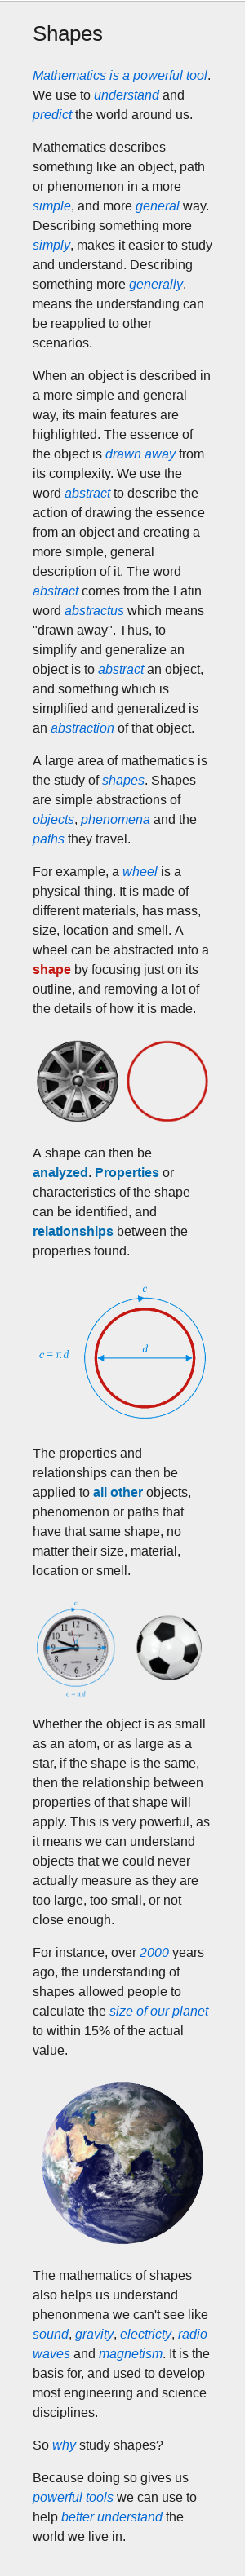 Shapes
Mathematics is a powerful tool.
We use to understand and
predict the world around us.
Mathematics describes
something like an object, path
or phenomenon in a more
simple, and more general way.
Describing something more
simply, makes it easier to study
and understand. Describing
something more generally,
means the understanding can
be reapplied to other
scenarios.
When an object is described in
a more simple and general
way, its main features are
highlighted. The essence of
the object is drawn away from
its complexity. We use the
word abstract to describe the
action of drawing the essence
from an object and creating a
more simple, general
description of it. The word
abstract comes from the Latin
word abstractus which means
"drawn away". Thus, to
simplify and generalize an
object is to abstract an object,
and something which is
simplified and generalized is
an abstraction of that object.
A large area of mathematics is
the study of shapes. Shapes
are simple abstractions of
objects, phenomena and the
paths they travel.
For example, a wheel is a
physical thing. It is made of
different materials, has mass,
size, location and smell. A
wheel can be abstracted into a
shape by focusing just on its
outline, and removing a lot of
the details of how it is made.
A shape can then be
analyzed. Properties or
characteristics of the shape
can be identified, and
relationships between the
properties found.
c
c = π d
d
The properties and
relationships can then be
applied to all other objects,
phenomenon or paths that
have that same shape, no
matter their size, material,
location or smell.
c
12
11 1
10 2
9 3
8 4
7 6 5
QUARTZ
c = π d
Whether the object is as small
as an atom, or as large as a
star, if the shape is the same,
then the relationship between
properties of that shape will
apply. This is very powerful, as
it means we can understand
objects that we could never
actually measure as they are
too large, too small, or not
close enough.
For instance, over 2000 years
ago, the understanding of
shapes allowed people to
calculate the size of our planet
to within 15% of the actual
value.
The mathematics of shapes
also helps us understand
phenonmena we can't see like
sound, gravity, electricty, radio
waves and magnetism. It is the
basis for, and used to develop
most engineering and science
disciplines.
So why study shapes?
Because doing so gives us
powerful tools we can use to
help better understand the
world we live in.